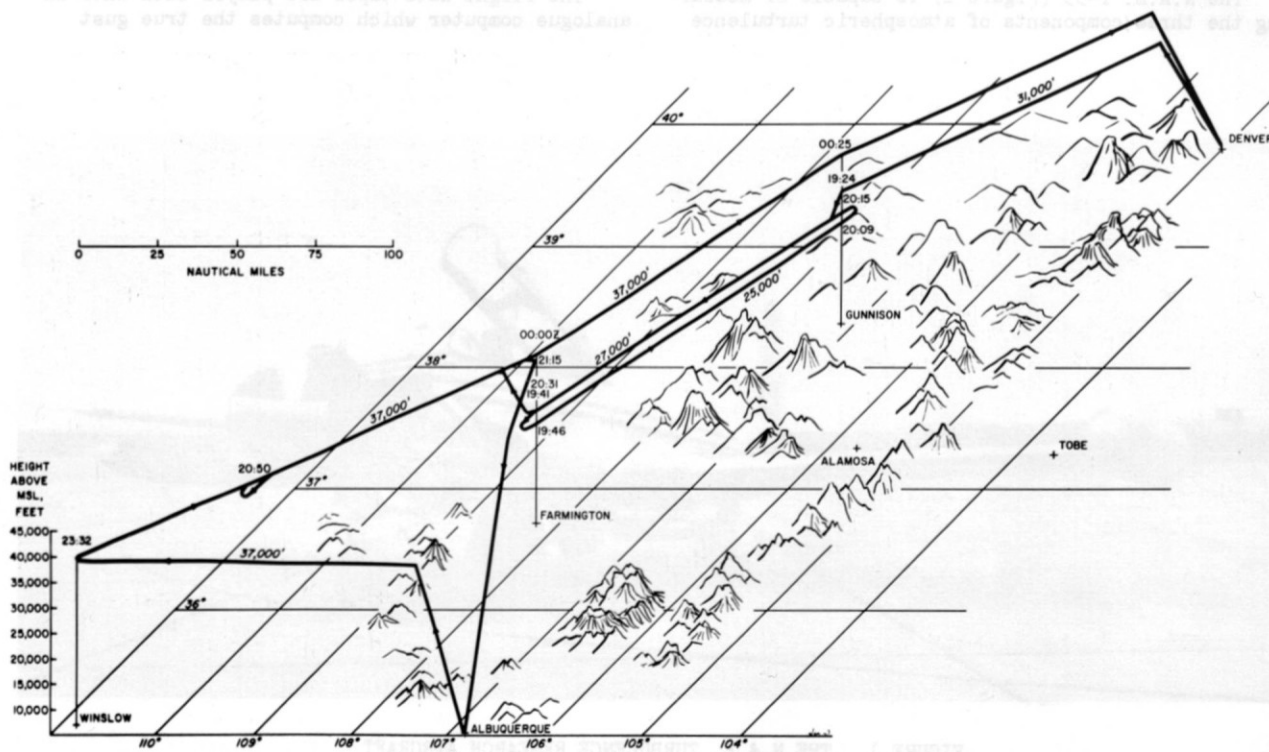 g the three components of atmospheric turbulence
analogue computer which computes the true gust
40°
31,000'
DENVER
00:25
19:24
20:15
20:09
39°
0 25 50 75 100
NAUTICAL MILES
37,000'
25,000'
27,000'
GUNNISON
00:00Z
21:15
38°
20:31
19:41
19:46
37,000'
20:50
37°
ALAMOSA
TOBE
HEIGHT
ABOVE
MSL,
FEET
FARMINGTON
45,000
23:32
40,000
37,000'
35,000
30,000
36°
25,000
20,000
15,000
10,000
WINSLOW
ALBUQUERQUE
110° 109° 108° 107° 106° 105° 104°